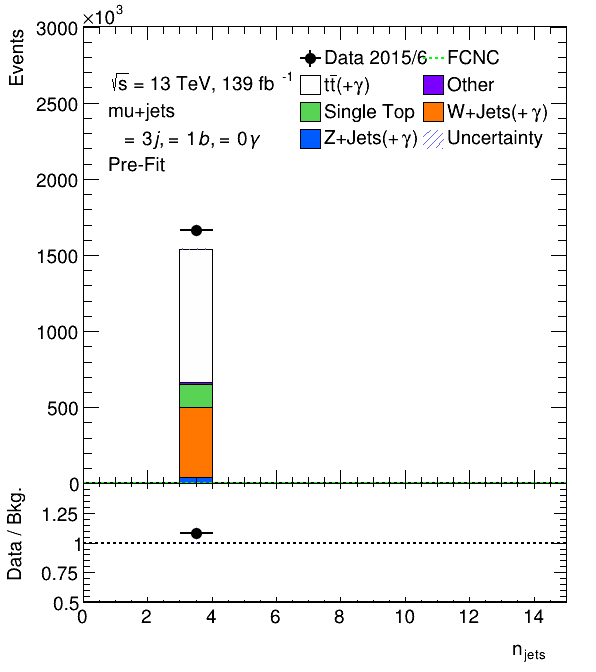 ×10³
3000
2500
2000
1500
1000
500
0
Events
√s = 13 TeV, 139 fb⁻¹
mu+jets
= 3j, = 1b, = 0γ
Pre-Fit
Data 2015/6
FCNC
tt̄(+γ)
Other
Single Top
W+Jets(+γ)
Z+Jets(+γ)
Uncertainty
Data / Bkg.
1.25
1
0.75
0.5
0 2 4 6 8 10 12 14
n_jets